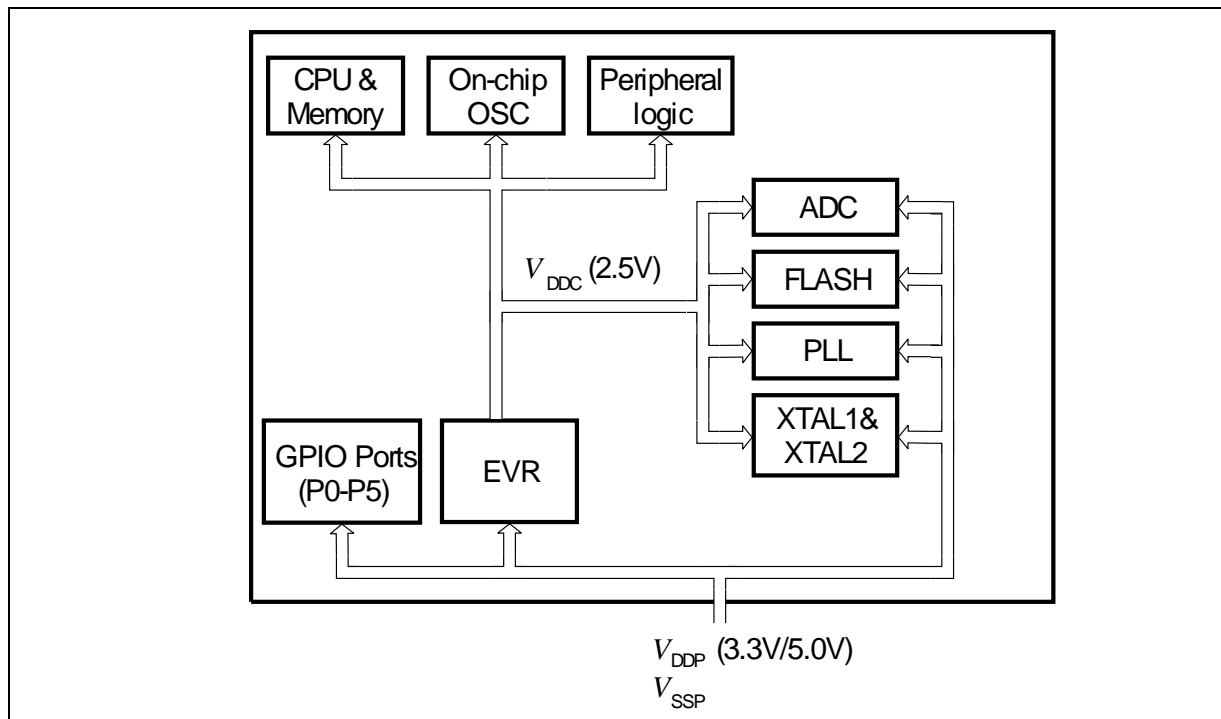 CPU &
Memory
On-chip
OSC
Peripheral
logic
ADC
V DDC (2.5V)
FLASH
PLL
XTAL1&
XTAL2
GPIO Ports
(P0-P5)
EVR
V DDP (3.3V/5.0V)
V SSP